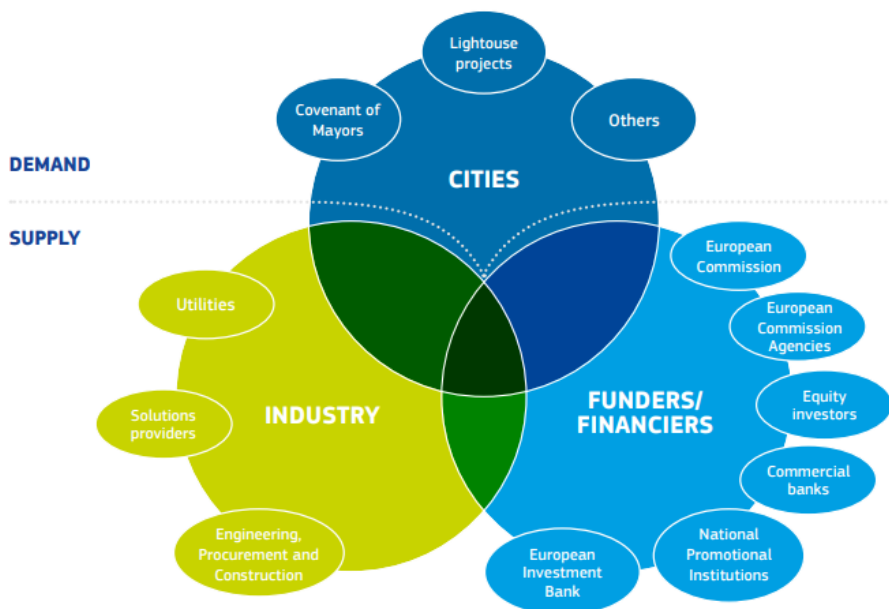 Lightouse
projects
Covenant of
Mayors
Others
DEMAND
CITIES
SUPPLY
European
Commission
Utilities
European
Commission
Agencies
Solutions
providers
INDUSTRY
FUNDERS/
FINANCIERS
Equity
investors
Commercial
banks
Engineering,
Procurement and
Construction
European
Investment
Bank
National
Promotional
Institutions